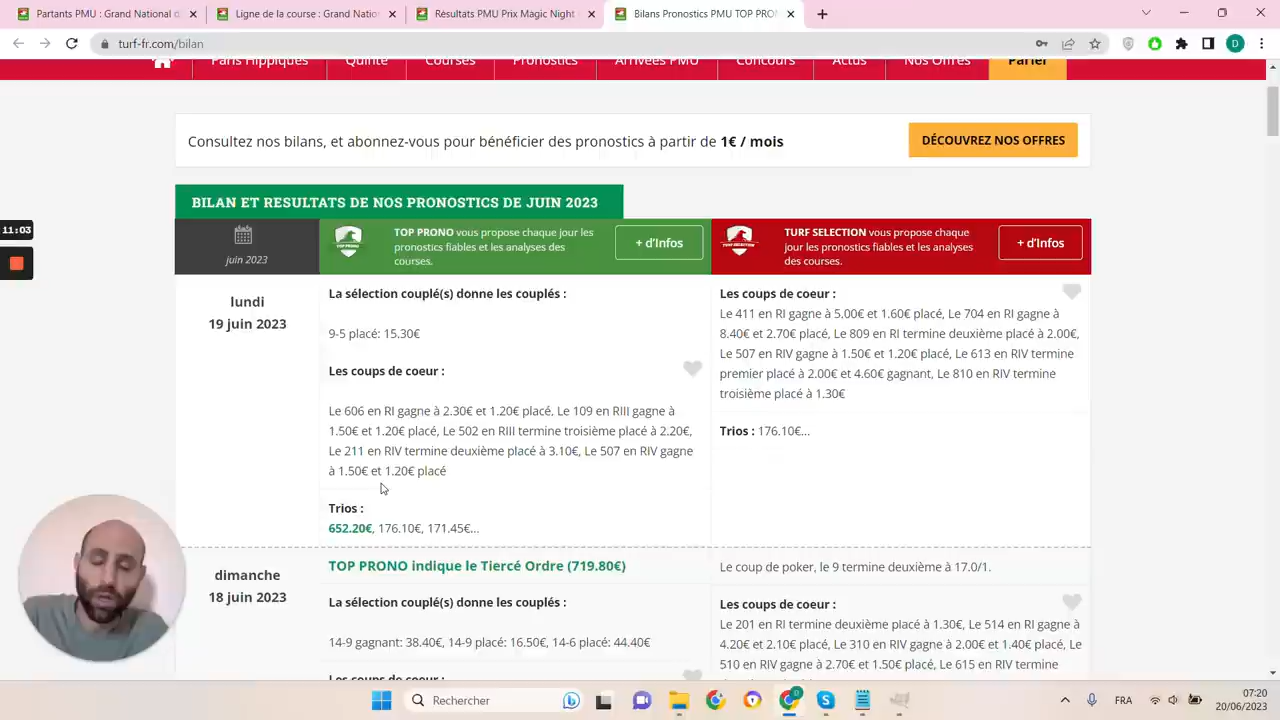 Partants PMU : Grand National d
Ligne de la course : Grand Natio
Résultats PMU Prix Magic Night
Bilans Pronostics PMU TOP PRON
turf-fr.com/bilan
Paris Hippiques
Quinté
Courses
Pronostics
Arrivées PMU
Concours
Actus
Nos Offres
Parier
Consultez nos bilans, et abonnez-vous pour bénéficier des pronostics à partir de 1€ / mois
DÉCOUVREZ NOS OFFRES
11:03
BILAN ET RESULTATS DE NOS PRONOSTICS DE JUIN 2023
juin 2023
TOP PRONO
TOP PRONO vous propose chaque jour les
pronostics fiables et les analyses des
courses.
+ d'Infos
TURF SELECTION
TURF SELECTION vous propose chaque
jour les pronostics fiables et les analyses
des courses.
+ d'Infos
lundi
19 juin 2023
La sélection couplé(s) donne les couplés :
9-5 placé: 15.30€
Les coups de coeur :
Le 606 en RI gagne à 2.30€ et 1.20€ placé, Le 109 en RIII gagne à
1.50€ et 1.20€ placé, Le 502 en RIII termine troisième placé à 2.20€,
Le 211 en RIV termine deuxième placé à 3.10€, Le 507 en RIV gagne
à 1.50€ et 1.20€ placé
Trios :
652.20€, 176.10€, 171.45€...
Les coups de coeur :
Le 411 en RI gagne à 5.00€ et 1.60€ placé, Le 704 en RI gagne à
8.40€ et 2.70€ placé, Le 809 en RI termine deuxième placé à 2.00€,
Le 507 en RIV gagne à 1.50€ et 1.20€ placé, Le 613 en RIV termine
premier placé à 2.00€ et 4.60€ gagnant, Le 810 en RIV termine
troisième placé à 1.30€
Trios : 176.10€...
dimanche
18 juin 2023
TOP PRONO indique le Tiercé Ordre (719.80€)
La sélection couplé(s) donne les couplés :
14-9 gagnant: 38.40€, 14-9 placé: 16.50€, 14-6 placé: 44.40€
Les coups de coeur :
Le coup de poker, le 9 termine deuxième à 17.0/1.
Les coups de coeur :
Le 201 en RI termine deuxième placé à 1.30€, Le 514 en RI gagne à
4.20€ et 2.10€ placé, Le 310 en RIV gagne à 2.00€ et 1.40€ placé, Le
510 en RIV gagne à 2.70€ et 1.50€ placé, Le 615 en RIV termine
Rechercher
FRA
07:20
20/06/2023